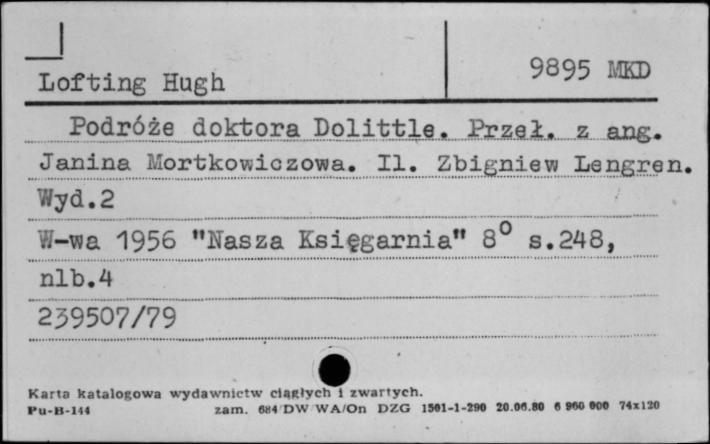 Lofting Hugh 9895 MKD
Podróże doktora Dolittle. Przeł. z ang.
Janina Mortkowiczowa. Il. Zbigniew Lengren.
Wyd.2
W-wa 1956 "Nasza Księgarnia" 8° s.248,
nlb.4
239507/79
Karta katalogowa wydawnictw ciągłych i zwartych.
Pu-B-144 zam. 684/DW/WA/On DZG 1501-1-290 20.06.80 6 960 000 74x120